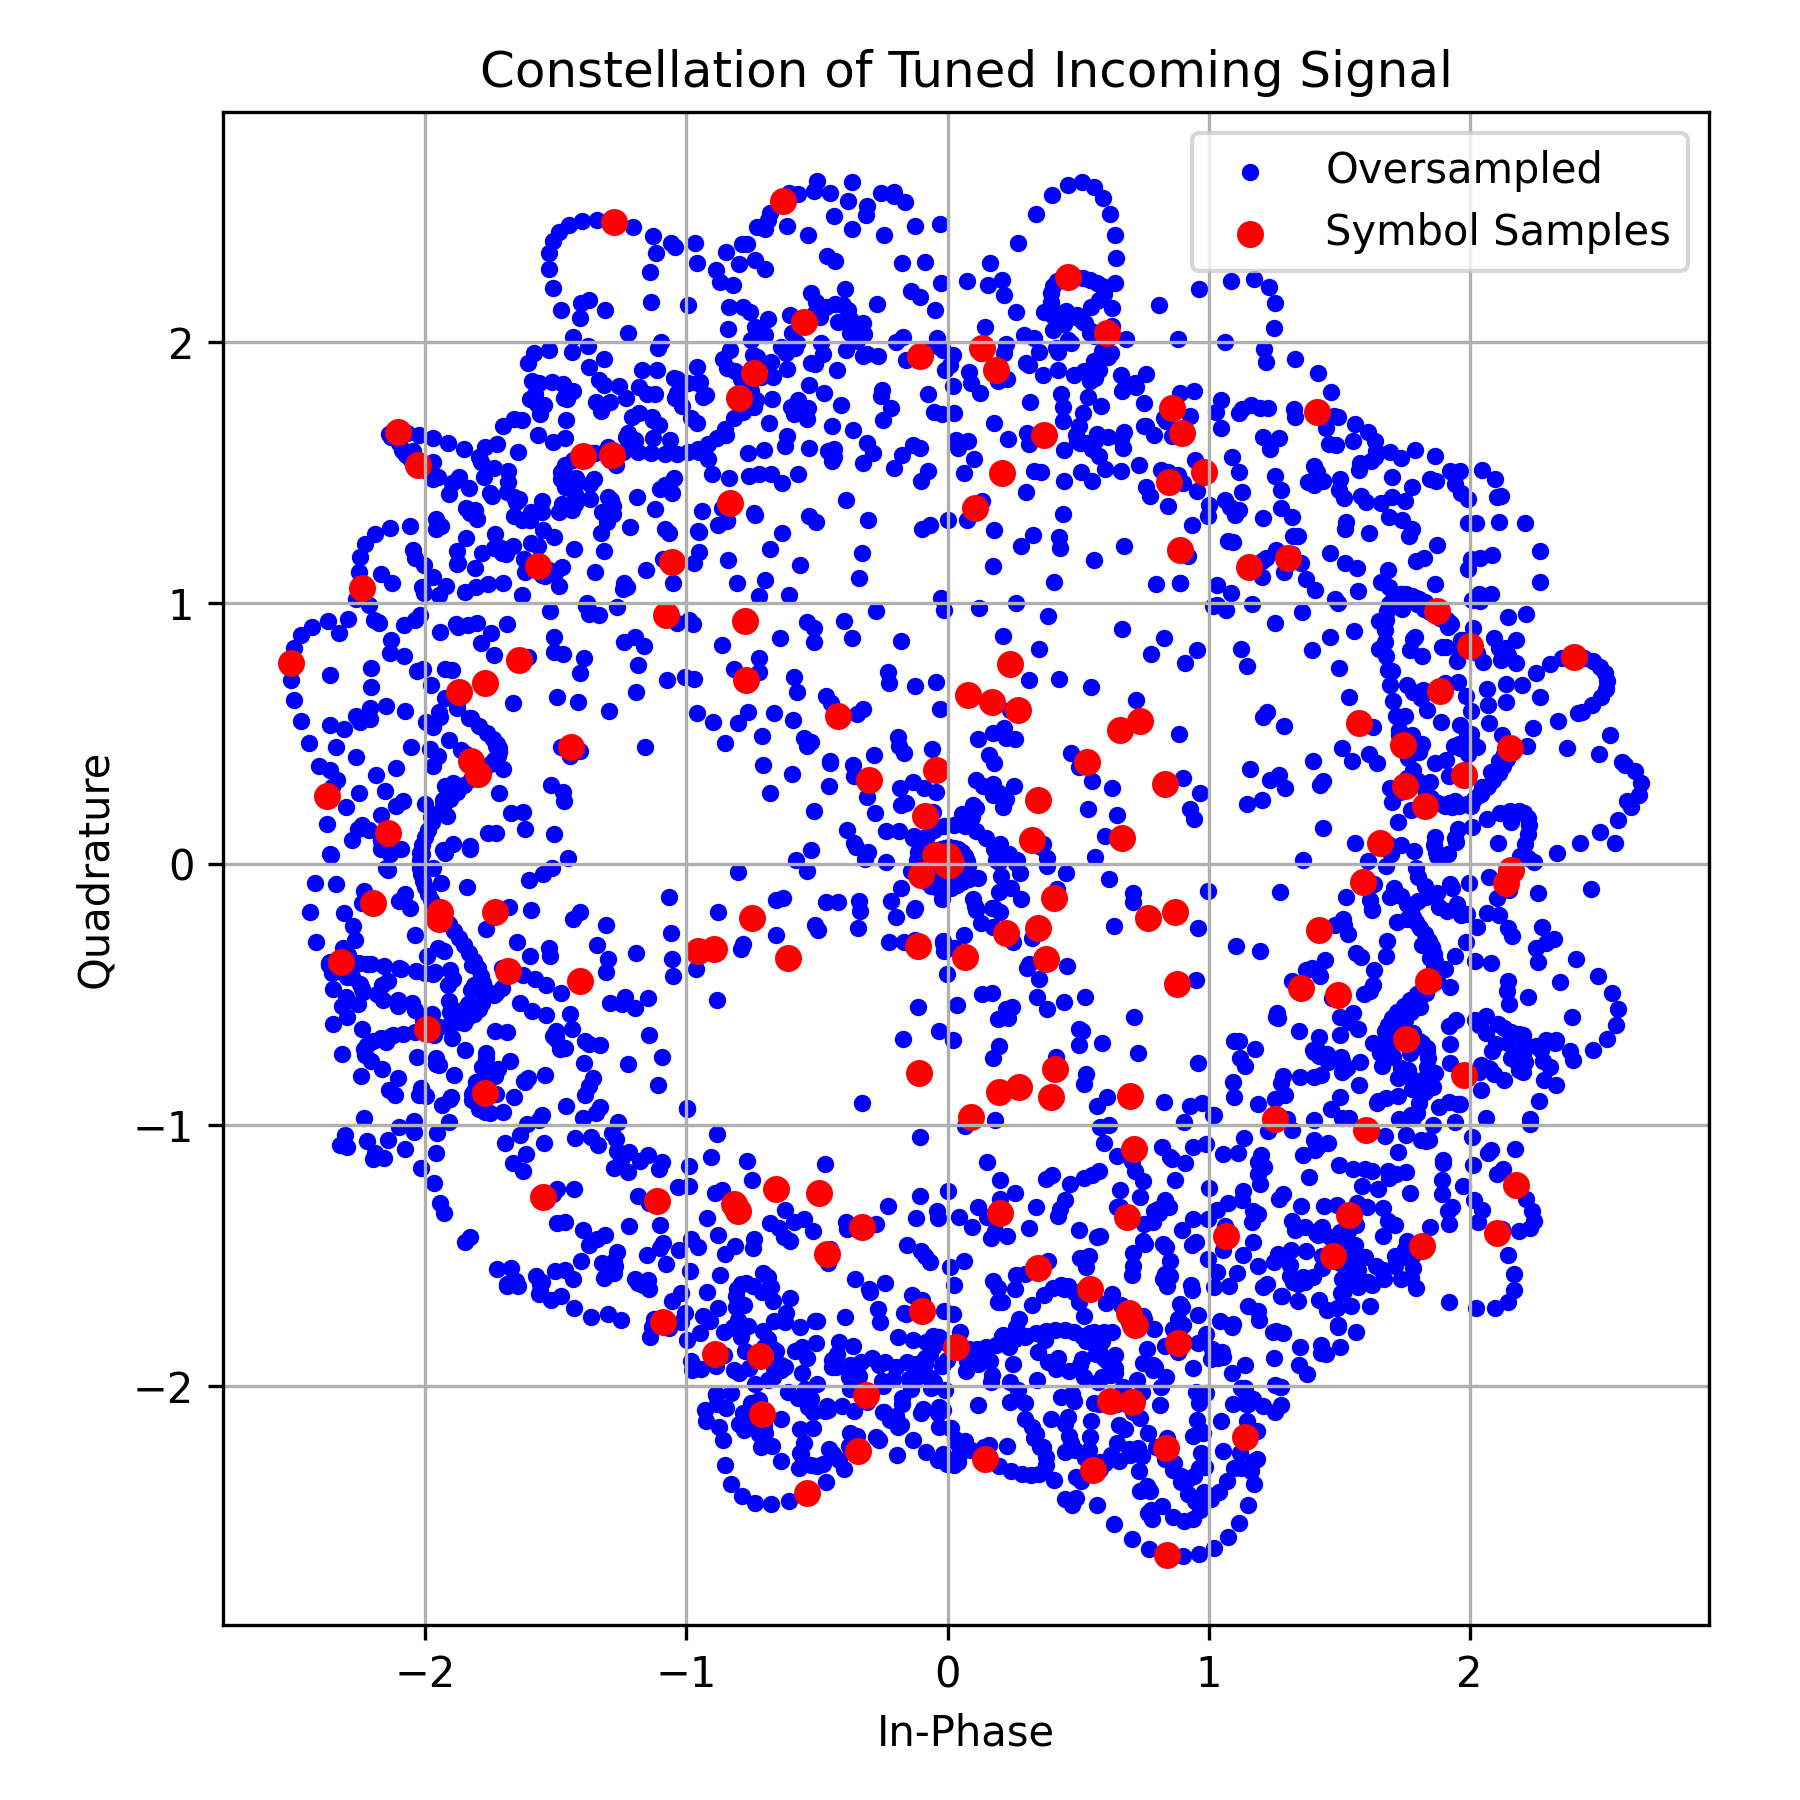 Constellation of Tuned Incoming Signal
Oversampled
Symbol Samples
2
1
0
−1
−2
Quadrature
−2
−1
0
1
2
In-Phase